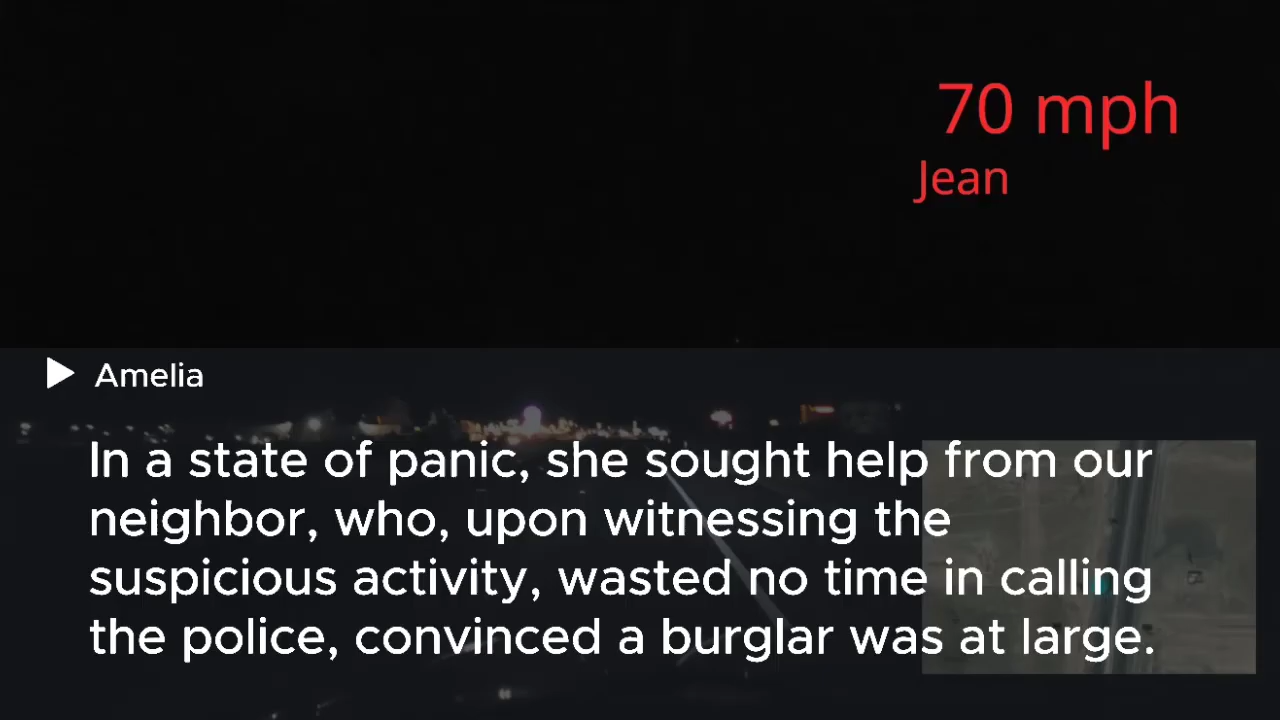 70 mph
Jean
Amelia
In a state of panic, she sought help from our
neighbor, who, upon witnessing the
suspicious activity, wasted no time in calling
the police, convinced a burglar was at large.